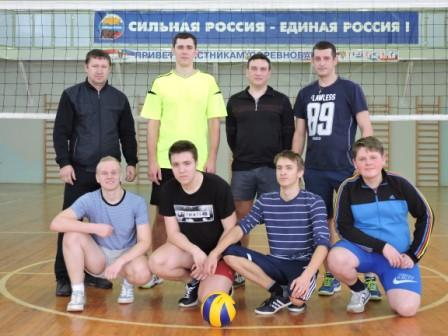 СИЛЬНАЯ РОССИЯ - ЕДИНАЯ РОССИЯ !
ПРИВЕТ УЧАСТНИКАМ СОРЕВНОВАНИЙ
FLAWLESS
89